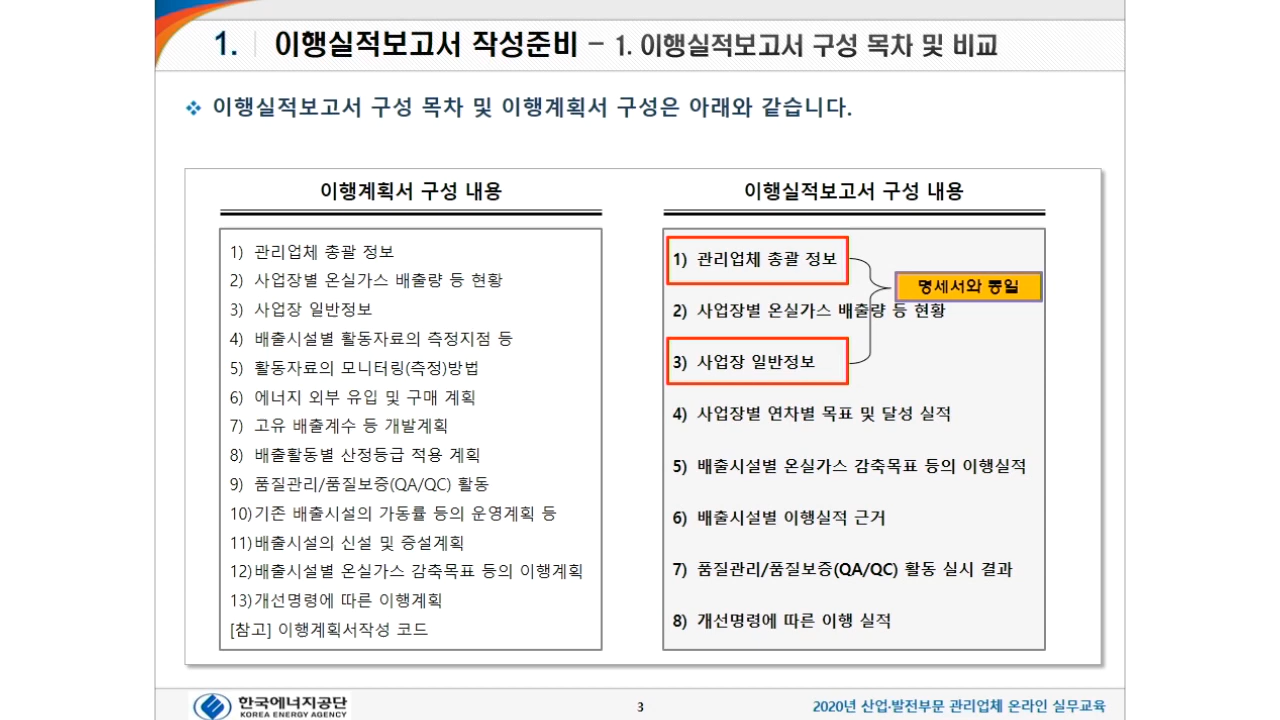 1. 이행실적보고서 작성준비 – 1. 이행실적보고서 구성 목차 및 비교
❖ 이행실적보고서 구성 목차 및 이행계획서 구성은 아래와 같습니다.
이행계획서 구성 내용
1) 관리업체 총괄 정보
2) 사업장별 온실가스 배출량 등 현황
3) 사업장 일반정보
4) 배출시설별 활동자료의 측정지점 등
5) 활동자료의 모니터링(측정)방법
6) 에너지 외부 유입 및 구매 계획
7) 고유 배출계수 등 개발계획
8) 배출활동별 산정등급 적용 계획
9) 품질관리/품질보증(QA/QC) 활동
10)기존 배출시설의 가동률 등의 운영계획 등
11)배출시설의 신설 및 증설계획
12)배출시설별 온실가스 감축목표 등의 이행계획
13)개선명령에 따른 이행계획
[참고] 이행계획서작성 코드
이행실적보고서 구성 내용
1) 관리업체 총괄 정보
명세서와 동일
2) 사업장별 온실가스 배출량 등 현황
3) 사업장 일반정보
4) 사업장별 연차별 목표 및 달성 실적
5) 배출시설별 온실가스 감축목표 등의 이행실적
6) 배출시설별 이행실적 근거
7) 품질관리/품질보증(QA/QC) 활동 실시 결과
8) 개선명령에 따른 이행 실적
한국에너지공단
KOREA ENERGY AGENCY
3
2020년 산업·발전부문 관리업체 온라인 실무교육